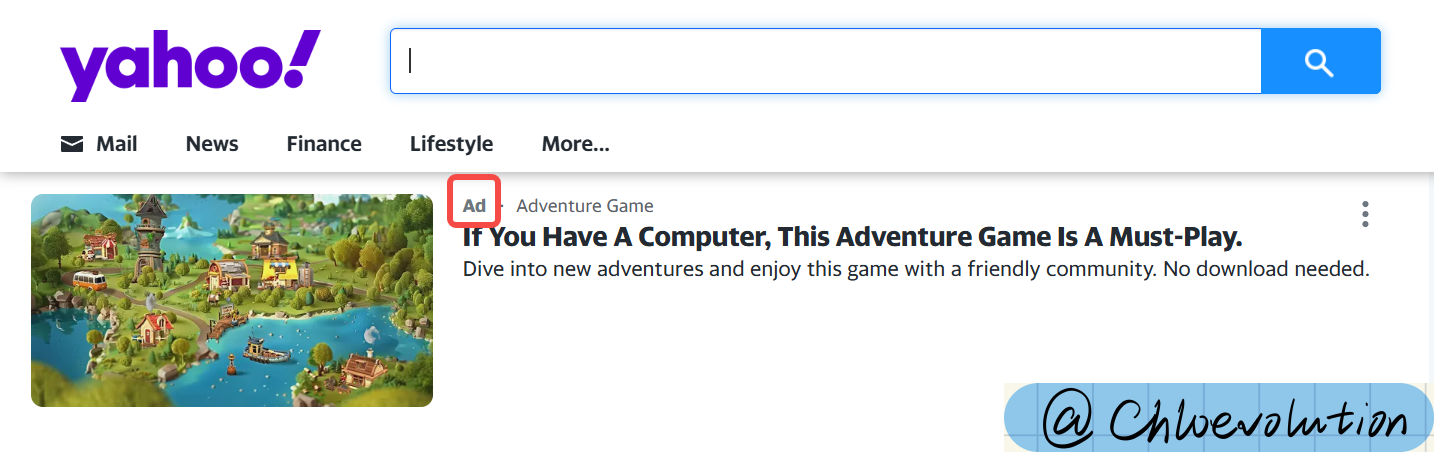 yahoo!
Mail News Finance Lifestyle More...
Ad · Adventure Game
If You Have A Computer, This Adventure Game Is A Must-Play.
Dive into new adventures and enjoy this game with a friendly community. No download needed.
@Chloevolution